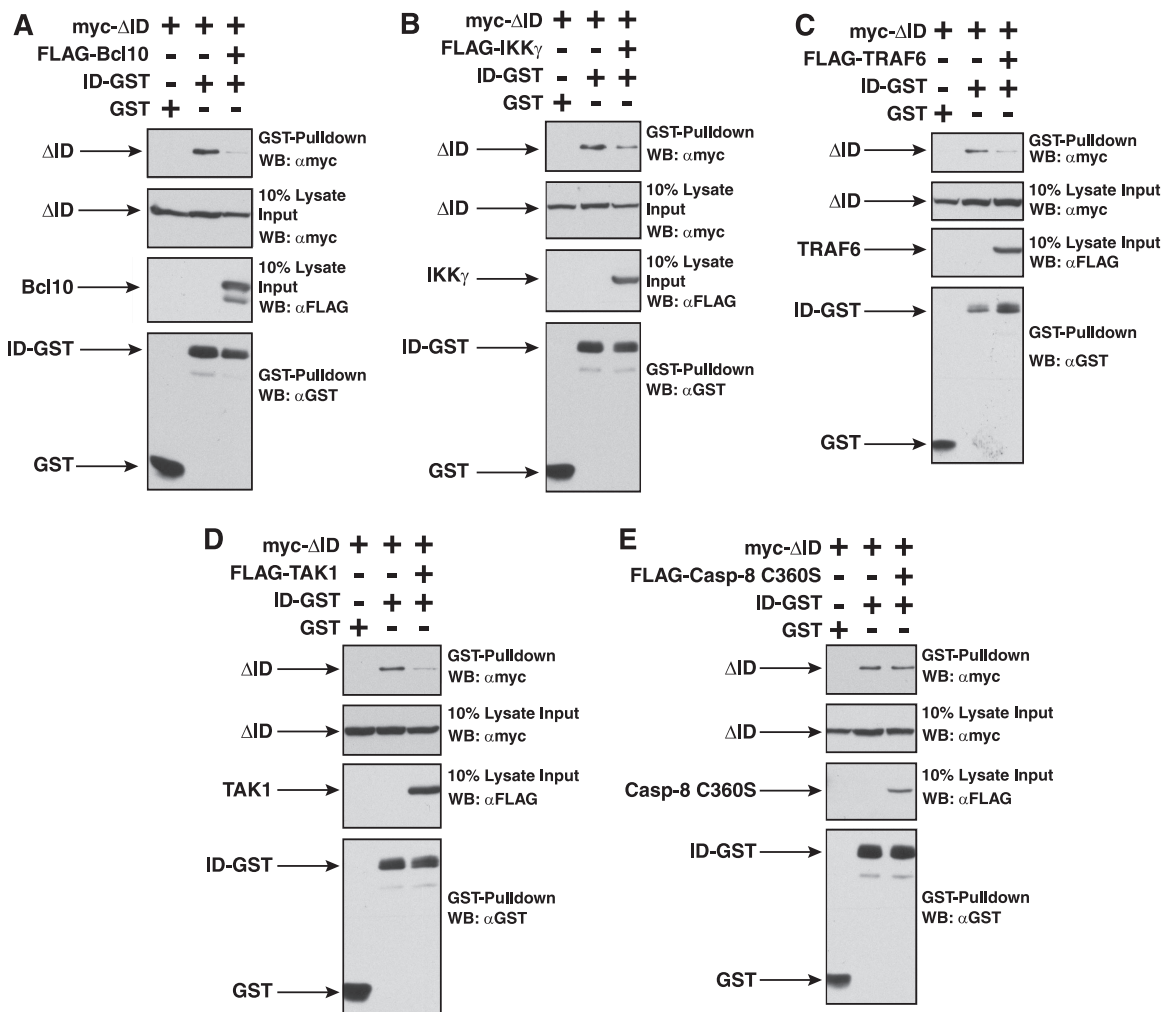 A
myc-ΔID + + +
FLAG-Bcl10 - - +
ID-GST - + +
GST + - -
ΔID
GST-Pulldown
WB: αmyc
ΔID
10% Lysate
Input
WB: αmyc
Bcl10
10% Lysate
Input
WB: αFLAG
ID-GST
GST-Pulldown
WB: αGST
GST
B
myc-ΔID + + +
FLAG-IKKγ - - +
ID-GST - + +
GST + - -
ΔID
GST-Pulldown
WB: αmyc
ΔID
10% Lysate
Input
WB: αmyc
IKKγ
10% Lysate
Input
WB: αFLAG
ID-GST
GST-Pulldown
WB: αGST
GST
C
myc-ΔID + + +
FLAG-TRAF6 - - +
ID-GST - + +
GST + - -
ΔID
GST-Pulldown
WB: αmyc
ΔID
10% Lysate Input
WB: αmyc
TRAF6
10% Lysate Input
WB: αFLAG
ID-GST
GST-Pulldown
WB: αGST
GST
D
myc-ΔID + + +
FLAG-TAK1 - - +
ID-GST - + +
GST + - -
ΔID
GST-Pulldown
WB: αmyc
ΔID
10% Lysate Input
WB: αmyc
TAK1
10% Lysate Input
WB: αFLAG
ID-GST
GST-Pulldown
WB: αGST
GST
E
myc-ΔID + + +
FLAG-Casp-8 C360S - - +
ID-GST - + +
GST + - -
ΔID
GST-Pulldown
WB: αmyc
ΔID
10% Lysate Input
WB: αmyc
Casp-8 C360S
10% Lysate Input
WB: αFLAG
ID-GST
GST-Pulldown
WB: αGST
GST